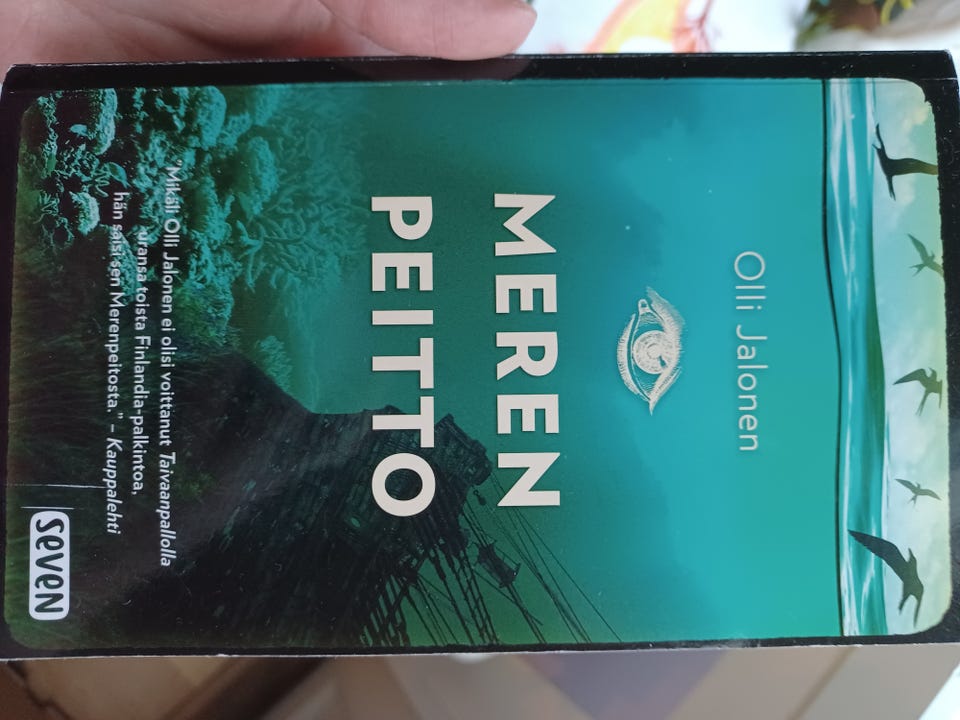 Olli Jalonen
MEREN
PEITTO
"Mikäli Olli Jalonen ei olisi voittanut Taivaanpallolla
uransa toista Finlandia-palkintoa,
hän saisi sen Merenpeitosta." – Kauppalehti
seven